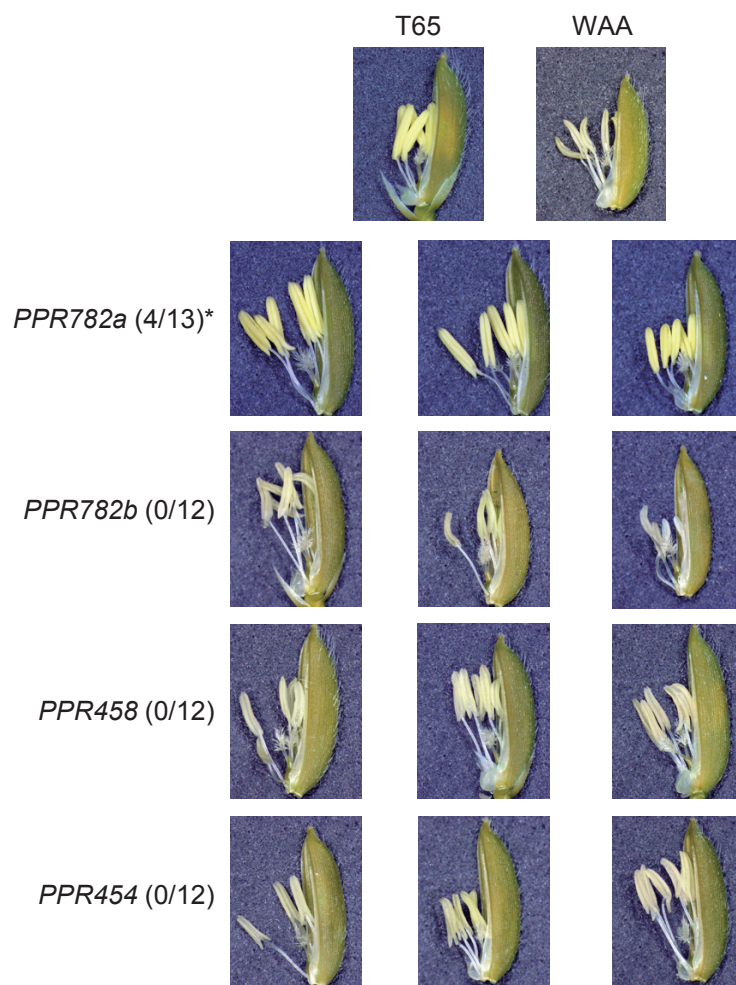 T65 WAA
PPR782a (4/13)*
PPR782b (0/12)
PPR458 (0/12)
PPR454 (0/12)